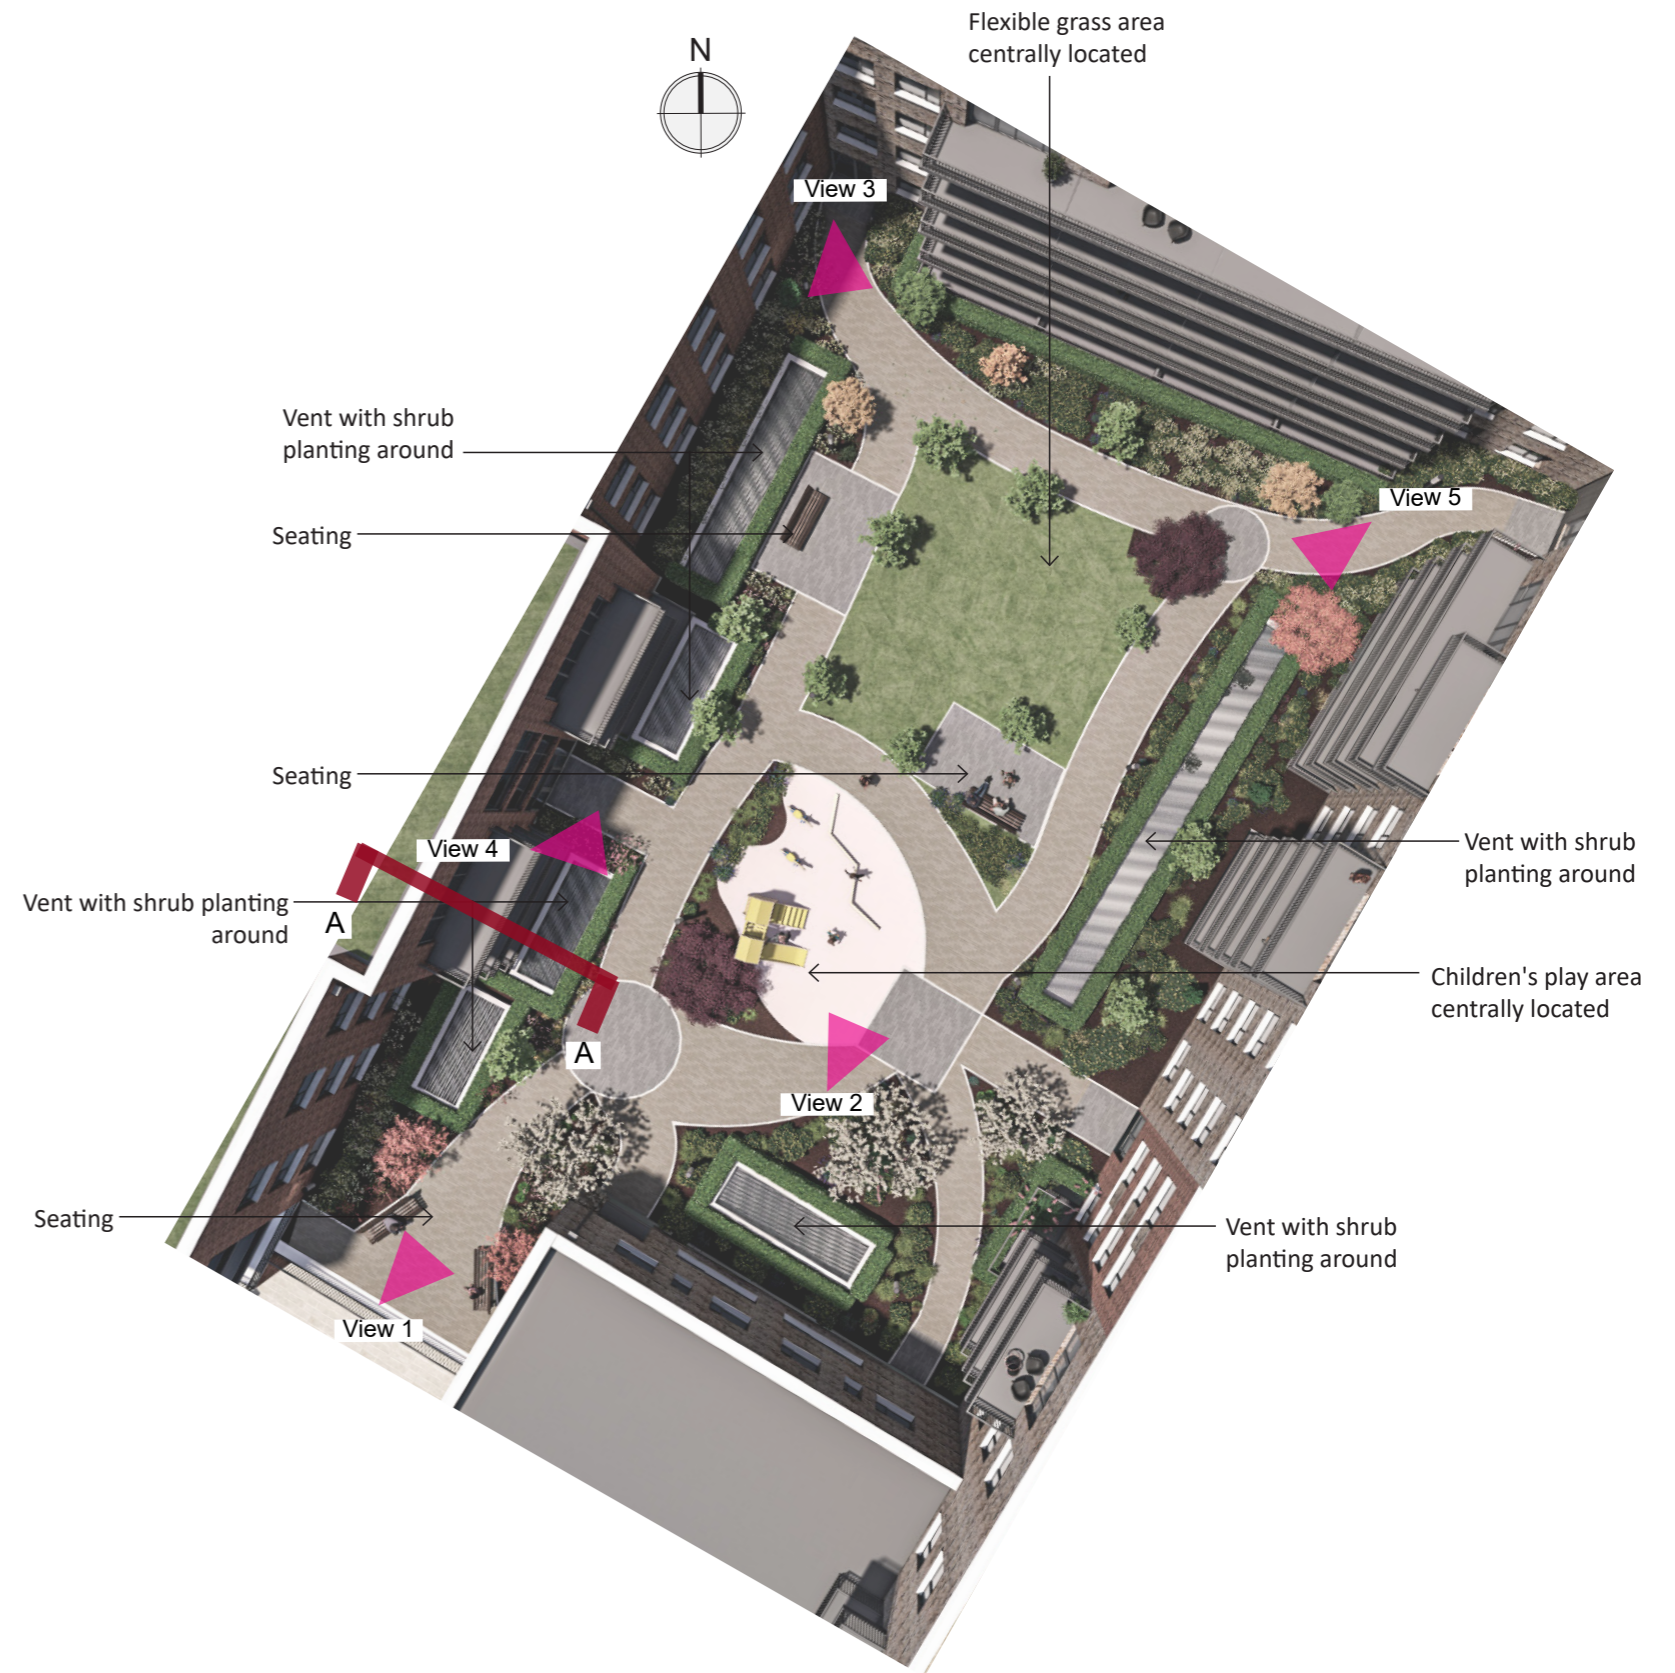 Flexible grass area
centrally located
N
View 3
Vent with shrub
planting around
View 5
Seating
Seating
Vent with shrub
planting around
View 4
Vent with shrub planting
around
A
Children's play area
centrally located
A
View 2
Seating
Vent with shrub
planting around
View 1